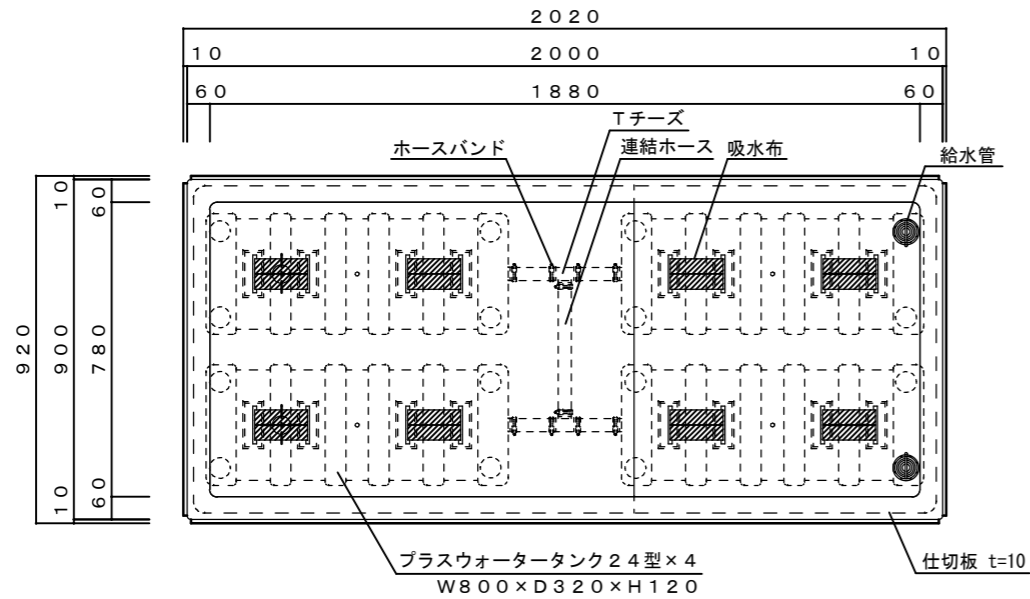 ２０２０
１０ ２０００ １０
６０ １８８０ ６０
Ｔチーズ
ホースバンド 連結ホース 吸水布 給水管
９２０
１０ ９００ １０
６０ ７８０ ６０
プラスウォータータンク２４型×４
Ｗ８００×Ｄ３２０×Ｈ１２０
仕切板 t=10